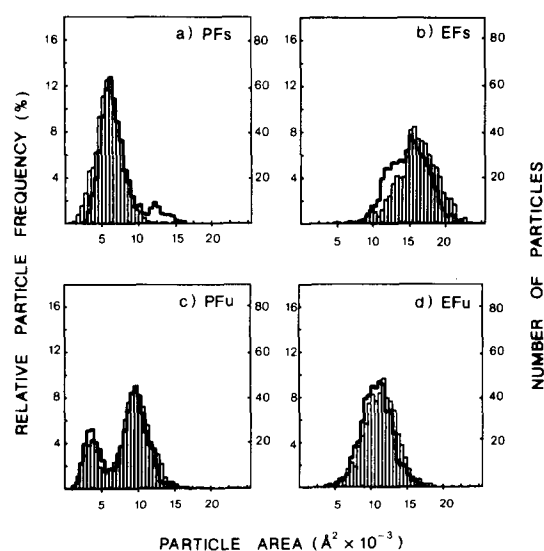 a) PFs
b) EFs
16
12
8
4
80
60
40
20
16
12
8
4
80
60
40
20
5 10 15 20
5 10 15 20
c) PFu
d) EFu
16
12
8
4
80
60
40
20
16
12
8
4
80
60
40
20
5 10 15 20
5 10 15 20
RELATIVE PARTICLE FREQUENCY (%)
NUMBER OF PARTICLES
PARTICLE AREA (Å² × 10⁻³)